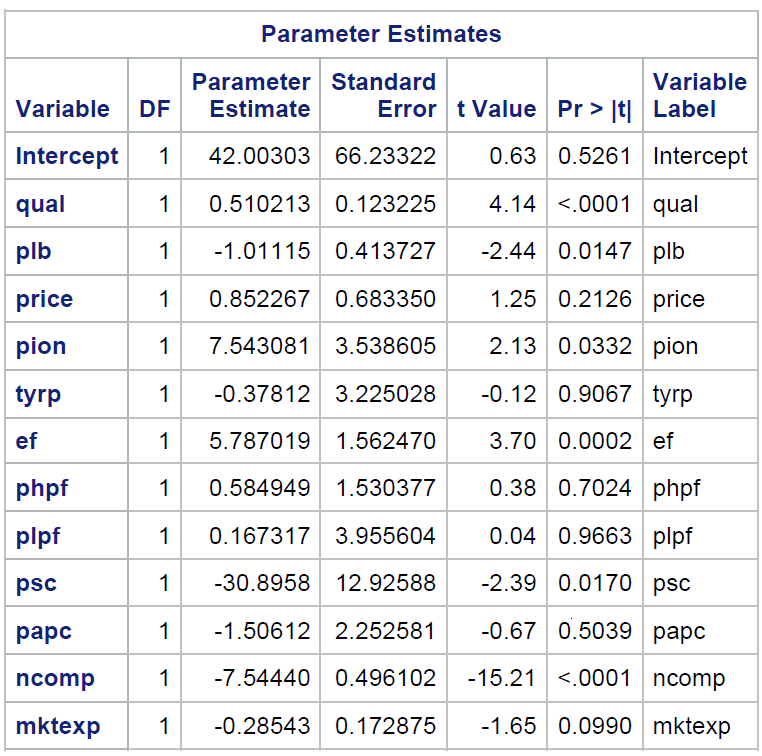 Parameter Estimates
Variable DF Parameter Estimate Standard Error t Value Pr > |t| Variable Label
Intercept 1 42.00303 66.23322 0.63 0.5261 Intercept
qual 1 0.510213 0.123225 4.14 <.0001 qual
plb 1 -1.01115 0.413727 -2.44 0.0147 plb
price 1 0.852267 0.683350 1.25 0.2126 price
pion 1 7.543081 3.538605 2.13 0.0332 pion
tyrp 1 -0.37812 3.225028 -0.12 0.9067 tyrp
ef 1 5.787019 1.562470 3.70 0.0002 ef
phpf 1 0.584949 1.530377 0.38 0.7024 phpf
plpf 1 0.167317 3.955604 0.04 0.9663 plpf
psc 1 -30.8958 12.92588 -2.39 0.0170 psc
papc 1 -1.50612 2.252581 -0.67 0.5039 papc
ncomp 1 -7.54440 0.496102 -15.21 <.0001 ncomp
mktexp 1 -0.28543 0.172875 -1.65 0.0990 mktexp